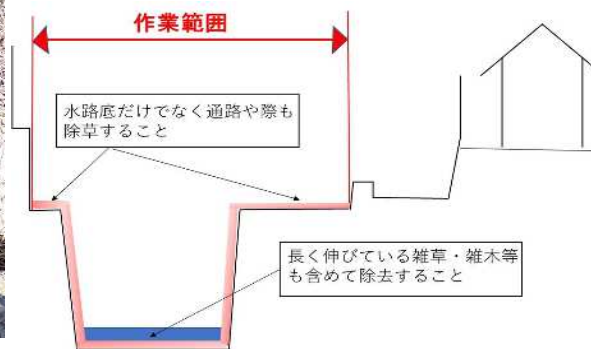 作業範囲
水路底だけでなく通路や際も
除草すること
長く伸びている雑草・雑木等
も含めて除去すること